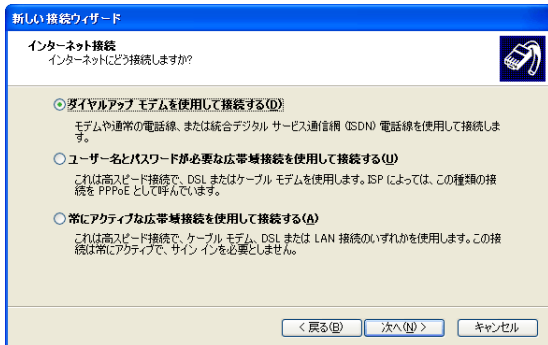 新しい接続ウィザード
インターネット接続
インターネットにどう接続しますか?
ダイヤルアップ モデムを使用して接続する(D)
モデムや通常の電話線、または統合デジタル サービス通信網 (ISDN) 電話線を使用して接続しま
す。
ユーザー名とパスワードが必要な広帯域接続を使用して接続する(U)
これは高スピード接続で、DSL またはケーブル モデムを使用します。ISP によっては、この種類の接
続を PPPoE として呼んでいます。
常にアクティブな広帯域接続を使用して接続する(A)
これは高スピード接続で、ケーブル モデム、DSL または LAN 接続のいずれかを使用します。この接
続は常にアクティブで、サイン インを必要としません。
< 戻る(B) 次へ(N) > キャンセル